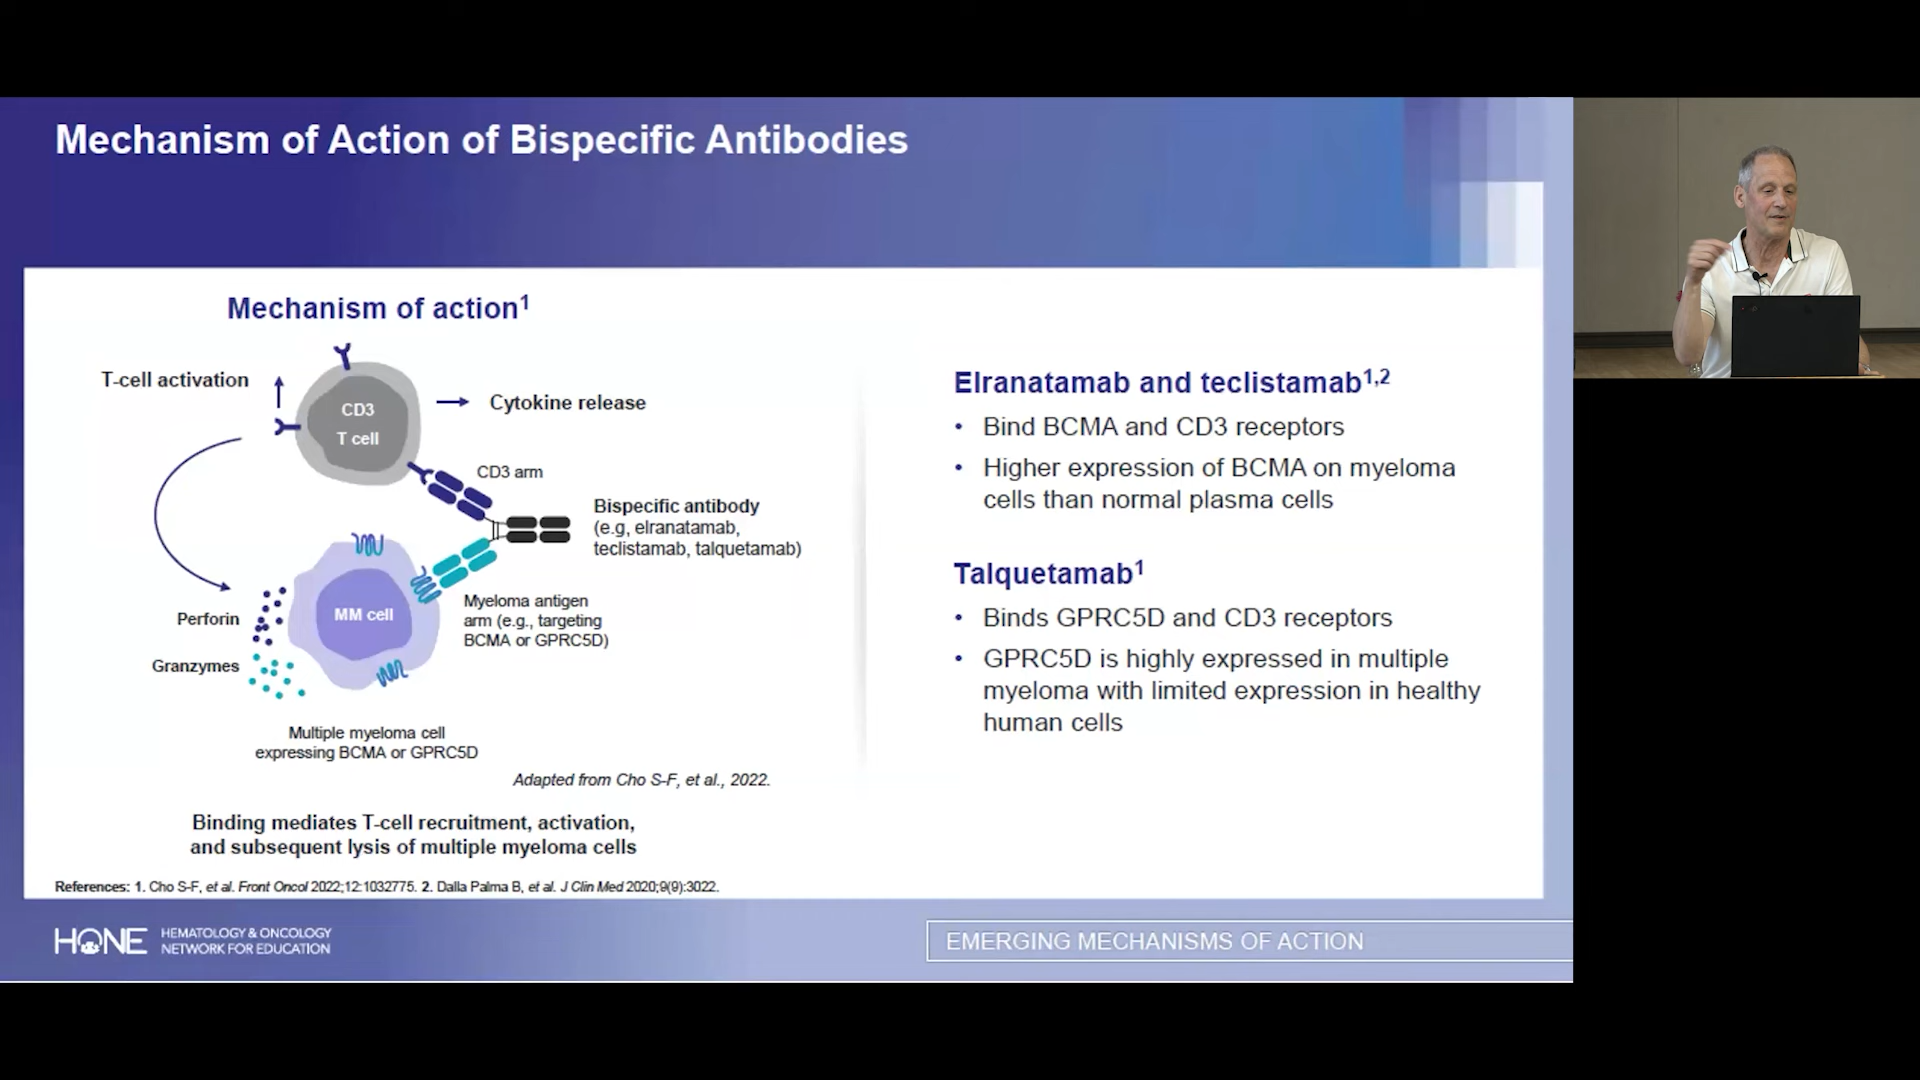 Mechanism of Action of Bispecific Antibodies
Mechanism of action1
T-cell activation
CD3
T cell
Cytokine release
CD3 arm
Bispecific antibody
(e.g, elranatamab,
teclistamab, talquetamab)
MM cell
Myeloma antigen
arm (e.g., targeting
BCMA or GPRC5D)
Perforin
Granzymes
Multiple myeloma cell
expressing BCMA or GPRC5D
Adapted from Cho S-F, et al., 2022.
Binding mediates T-cell recruitment, activation,
and subsequent lysis of multiple myeloma cells
Elranatamab and teclistamab1,2
• Bind BCMA and CD3 receptors
• Higher expression of BCMA on myeloma
cells than normal plasma cells
Talquetamab1
• Binds GPRC5D and CD3 receptors
• GPRC5D is highly expressed in multiple
myeloma with limited expression in healthy
human cells
References: 1. Cho S-F, et al. Front Oncol 2022;12:1032775. 2. Dalla Palma B, et al. J Clin Med 2020;9(9):3022.
HONE
HEMATOLOGY & ONCOLOGY
NETWORK FOR EDUCATION
EMERGING MECHANISMS OF ACTION